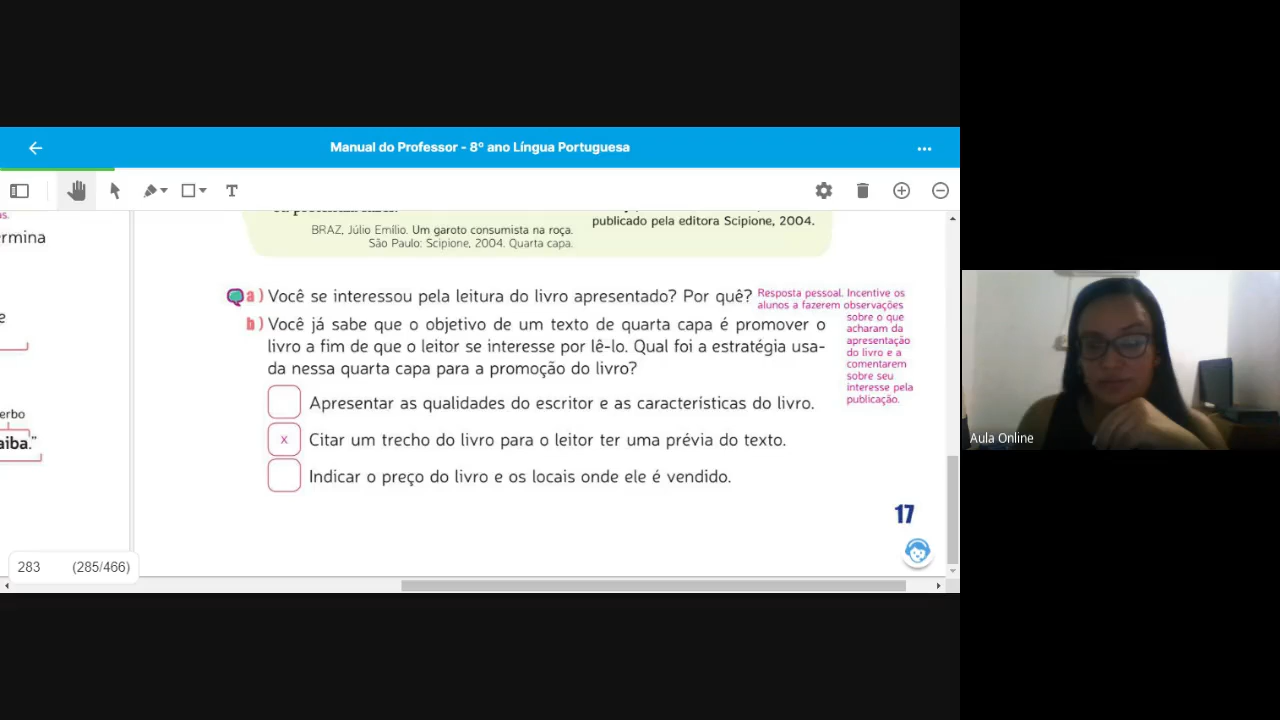 Manual do Professor - 8º ano Língua Portuguesa
T
s.
rmina
e
erbo
aiba.”
publicado pela editora Scipione, 2004.
BRAZ, Júlio Emílio. Um garoto consumista na roça.
São Paulo: Scipione, 2004. Quarta capa.
a) Você se interessou pela leitura do livro apresentado? Por quê? Resposta pessoal. Incentive os
alunos a fazerem observações
sobre o que
acharam da
apresentação
do livro e a
comentarem
sobre seu
interesse pela
publicação.
b) Você já sabe que o objetivo de um texto de quarta capa é promover o
livro a fim de que o leitor se interesse por lê-lo. Qual foi a estratégia usa-
da nessa quarta capa para a promoção do livro?
Apresentar as qualidades do escritor e as características do livro.
x Citar um trecho do livro para o leitor ter uma prévia do texto.
Indicar o preço do livro e os locais onde ele é vendido.
17
283 (285/466)
Aula Online